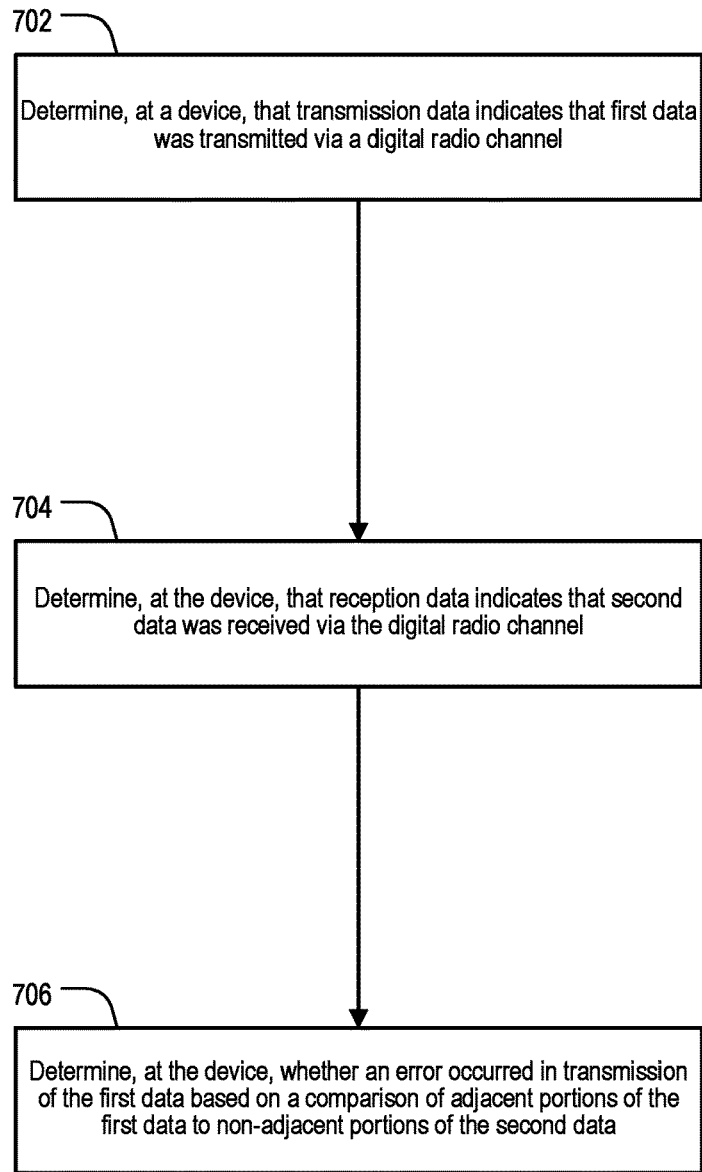 702
Determine, at a device, that transmission data indicates that first data
was transmitted via a digital radio channel
704
Determine, at the device, that reception data indicates that second
data was received via the digital radio channel
706
Determine, at the device, whether an error occurred in transmission
of the first data based on a comparison of adjacent portions of the
first data to non-adjacent portions of the second data